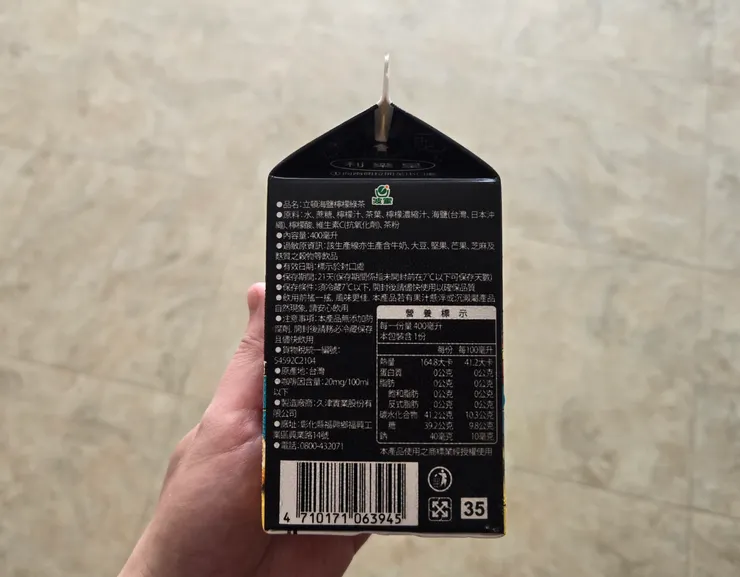 ●品名:立頓海鹽檸檬綠茶
●原料:水、蔗糖、檸檬汁、茶葉、檸檬濃縮汁、海鹽(台灣、日本沖
繩)、檸檬酸、維生素C(抗氧化劑)、茶粉
●內容量:400毫升
●過敏原資訊:該生產線亦生產含牛奶、大豆、堅果、芒果、芝麻及
麩質之穀物等飲品
●有效日期:標示於封口處
●保存期間:21天(保存期間係指未開封前在7℃以下可保存天數)
●保存條件:須冷藏7℃以下,開封後請儘快使用以確保品質
●飲用前搖一搖,風味更佳.本產品若有果汁懸浮或沉澱屬產品
自然現象,請安心飲用
●注意事項:本產品無添加防
腐劑,開封後請務必冷藏保存
且儘快飲用
●貨物稅統一編號:
S4592C2104
●原產地:台灣
●咖啡因含量:20mg/100ml
以下
●製造廠商:久津實業股份有
限公司
●廠址:彰化縣福興鄉福興工
業區興業路14號
●電話:0800-432071
營養標示
每一份量400毫升
本包裝含1份
每份 每100毫升
熱量 164.8大卡 41.2大卡
蛋白質 0公克 0公克
脂肪 0公克 0公克
飽和脂肪 0公克 0公克
反式脂肪 0公克 0公克
碳水化合物 41.2公克 10.3公克
糖 39.2公克 9.8公克
鈉 40毫克 10毫克
本產品使用之商標業經授權使用
4 710171 063945
35